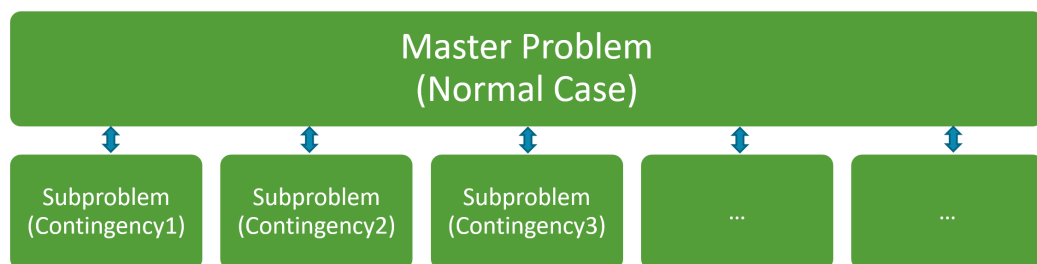 Master Problem
(Normal Case)
Subproblem
(Contingency1)
Subproblem
(Contingency2)
Subproblem
(Contingency3)
...
...